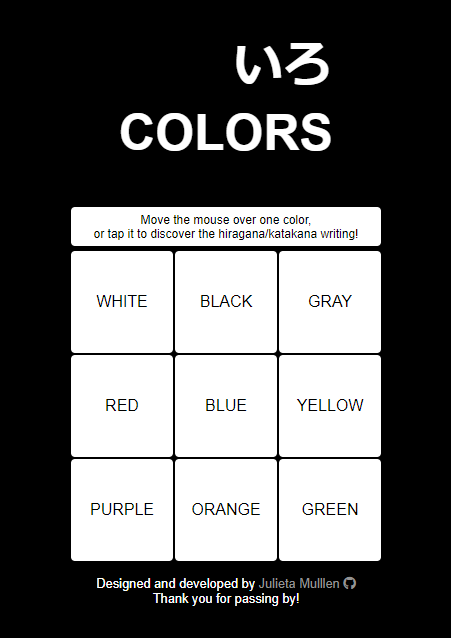 いろ
COLORS
Move the mouse over one color,
or tap it to discover the hiragana/katakana writing!
WHITE
BLACK
GRAY
RED
BLUE
YELLOW
PURPLE
ORANGE
GREEN
Designed and developed by Julieta Mulllen
Thank you for passing by!